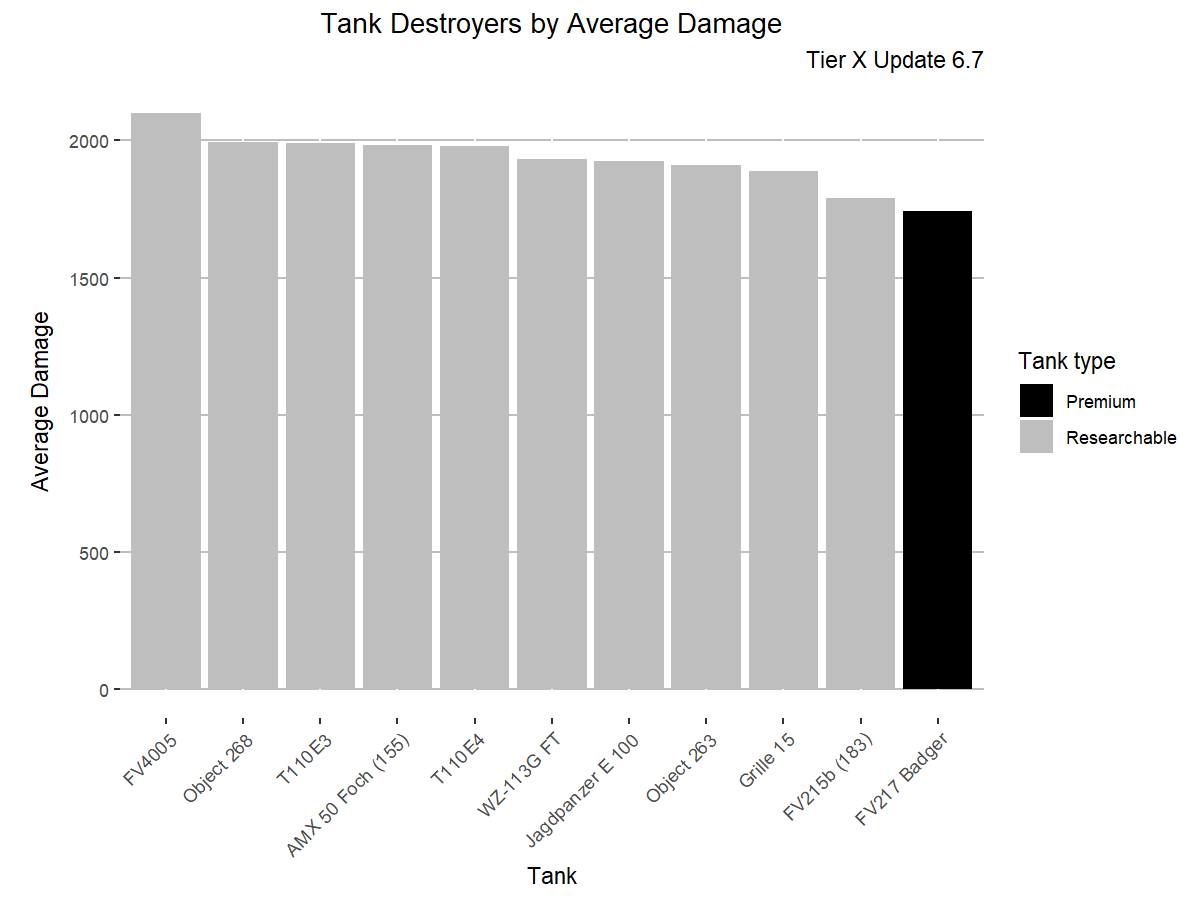 Tank Destroyers by Average Damage
Tier X Update 6.7
Average Damage
2000
1500
1000
500
0
FV4005
Object 268
T110E3
AMX 50 Foch (155)
T110E4
WZ-113G FT
Jagdpanzer E 100
Object 263
Grille 15
FV215b (183)
FV217 Badger
Tank
Tank type
Premium
Researchable